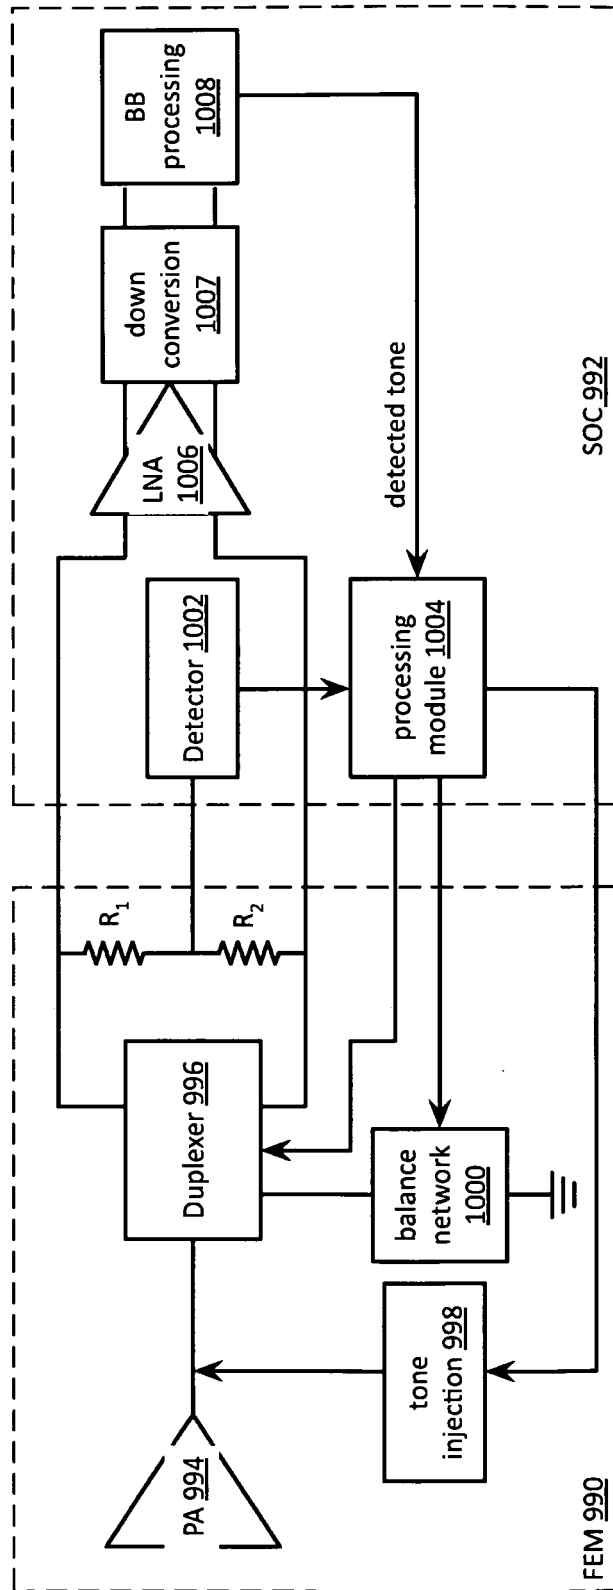 PA 994
Duplexer 996
R1
R2
Detector 1002
LNA
1006
down
conversion
1007
BB
processing
1008
tone
injection 998
balance
network
1000
processing
module 1004
detected tone
FEM 990
SOC 992